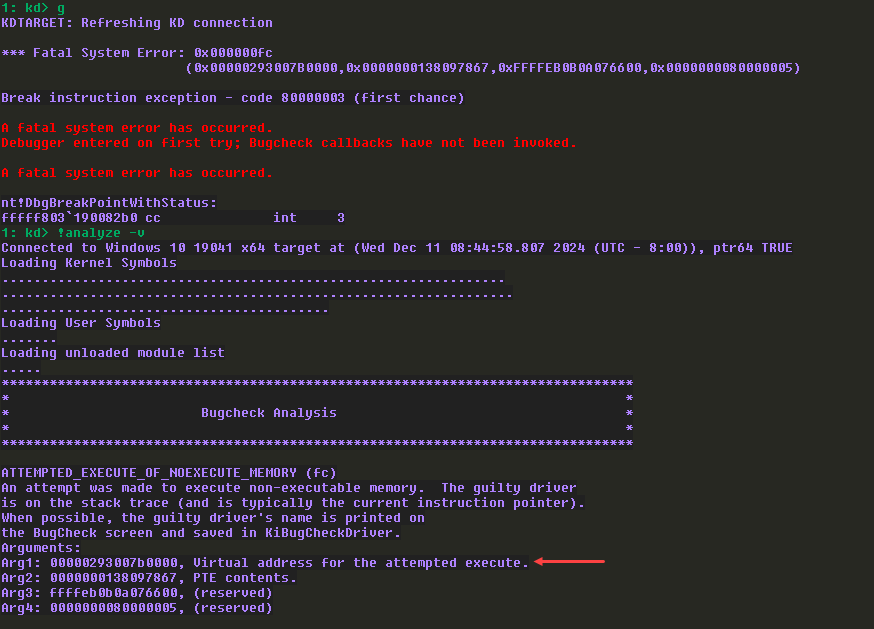 1: kd> g
KDTARGET: Refreshing KD connection
*** Fatal System Error: 0x000000fc
(0x00000293007B0000,0x0000000138097867,0xFFFFEB0B0A076600,0x0000000080000005)
Break instruction exception - code 80000003 (first chance)
A fatal system error has occurred.
Debugger entered on first try; Bugcheck callbacks have not been invoked.
A fatal system error has occurred.
nt!DbgBreakPointWithStatus:
fffff803`190082b0 cc              int     3
1: kd> !analyze -v
Connected to Windows 10 19041 x64 target at (Wed Dec 11 08:44:58.807 2024 (UTC - 8:00)), ptr64 TRUE
Loading Kernel Symbols
...............................................................
................................................................
.........................................
Loading User Symbols
.......
Loading unloaded module list
.....
*******************************************************************************
*                                                                             *
*                        Bugcheck Analysis                                    *
*                                                                             *
*******************************************************************************
ATTEMPTED_EXECUTE_OF_NOEXECUTE_MEMORY (fc)
An attempt was made to execute non-executable memory.  The guilty driver
is on the stack trace (and is typically the current instruction pointer).
When possible, the guilty driver's name is printed on
the BugCheck screen and saved in KiBugCheckDriver.
Arguments:
Arg1: 00000293007b0000, Virtual address for the attempted execute.
Arg2: 0000000138097867, PTE contents.
Arg3: ffffeb0b0a076600, (reserved)
Arg4: 0000000080000005, (reserved)